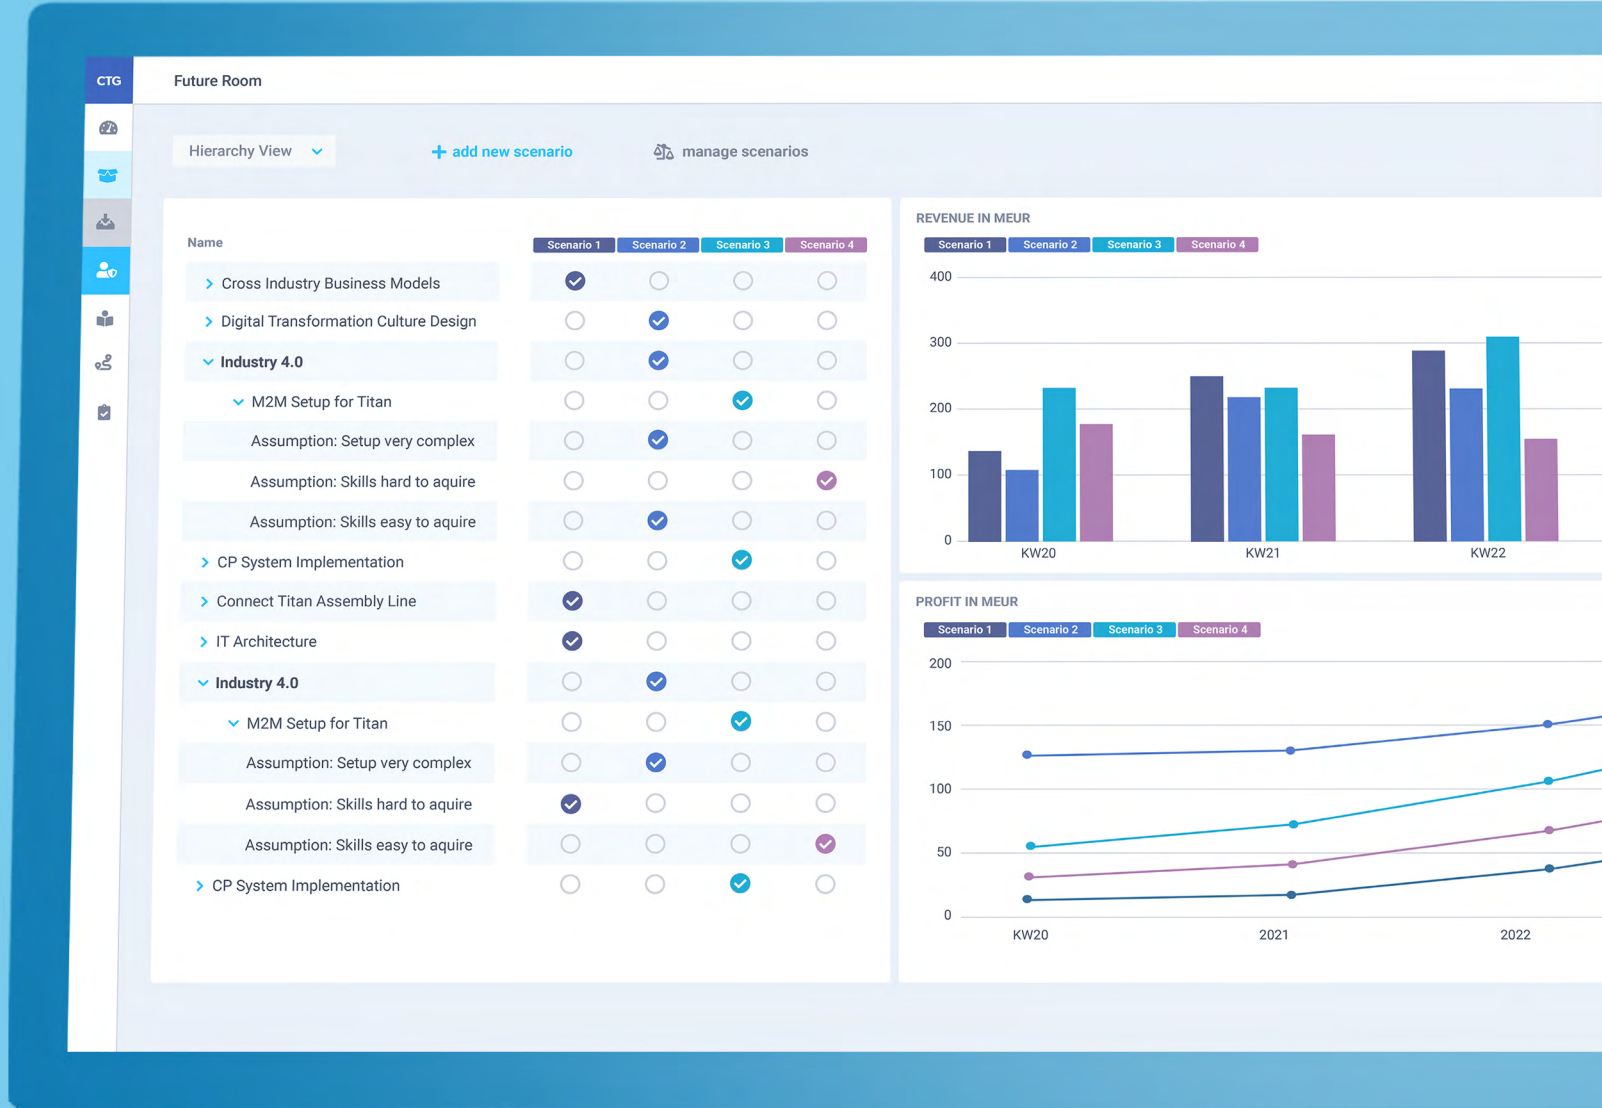 CTG
Future Room
Hierarchy View
add new scenario
manage scenarios
Name
Scenario 1 Scenario 2 Scenario 3 Scenario 4
Cross Industry Business Models
Digital Transformation Culture Design
Industry 4.0
M2M Setup for Titan
Assumption: Setup very complex
Assumption: Skills hard to aquire
Assumption: Skills easy to aquire
CP System Implementation
Connect Titan Assembly Line
IT Architecture
Industry 4.0
M2M Setup for Titan
Assumption: Setup very complex
Assumption: Skills hard to aquire
Assumption: Skills easy to aquire
CP System Implementation
REVENUE IN MEUR
Scenario 1 Scenario 2 Scenario 3 Scenario 4
400
300
200
100
0
KW20 KW21 KW22
PROFIT IN MEUR
Scenario 1 Scenario 2 Scenario 3 Scenario 4
200
150
100
50
0
KW20 2021 2022